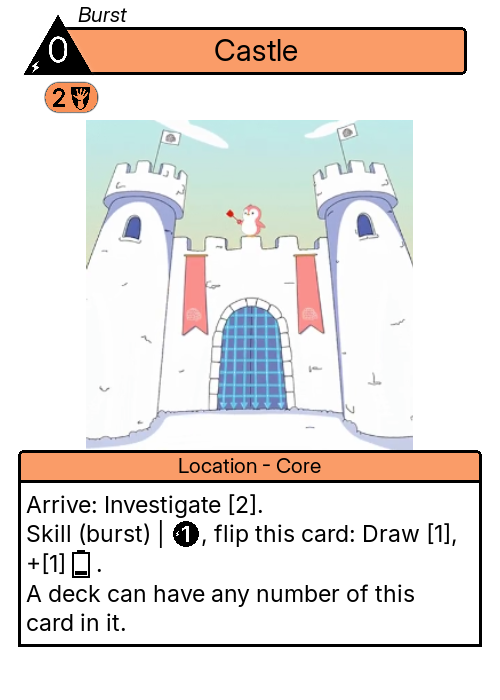 Burst
0
Castle
2
Location - Core
Arrive: Investigate [2].
Skill (burst) | 1, flip this card: Draw [1],
+[1] .
A deck can have any number of this
card in it.